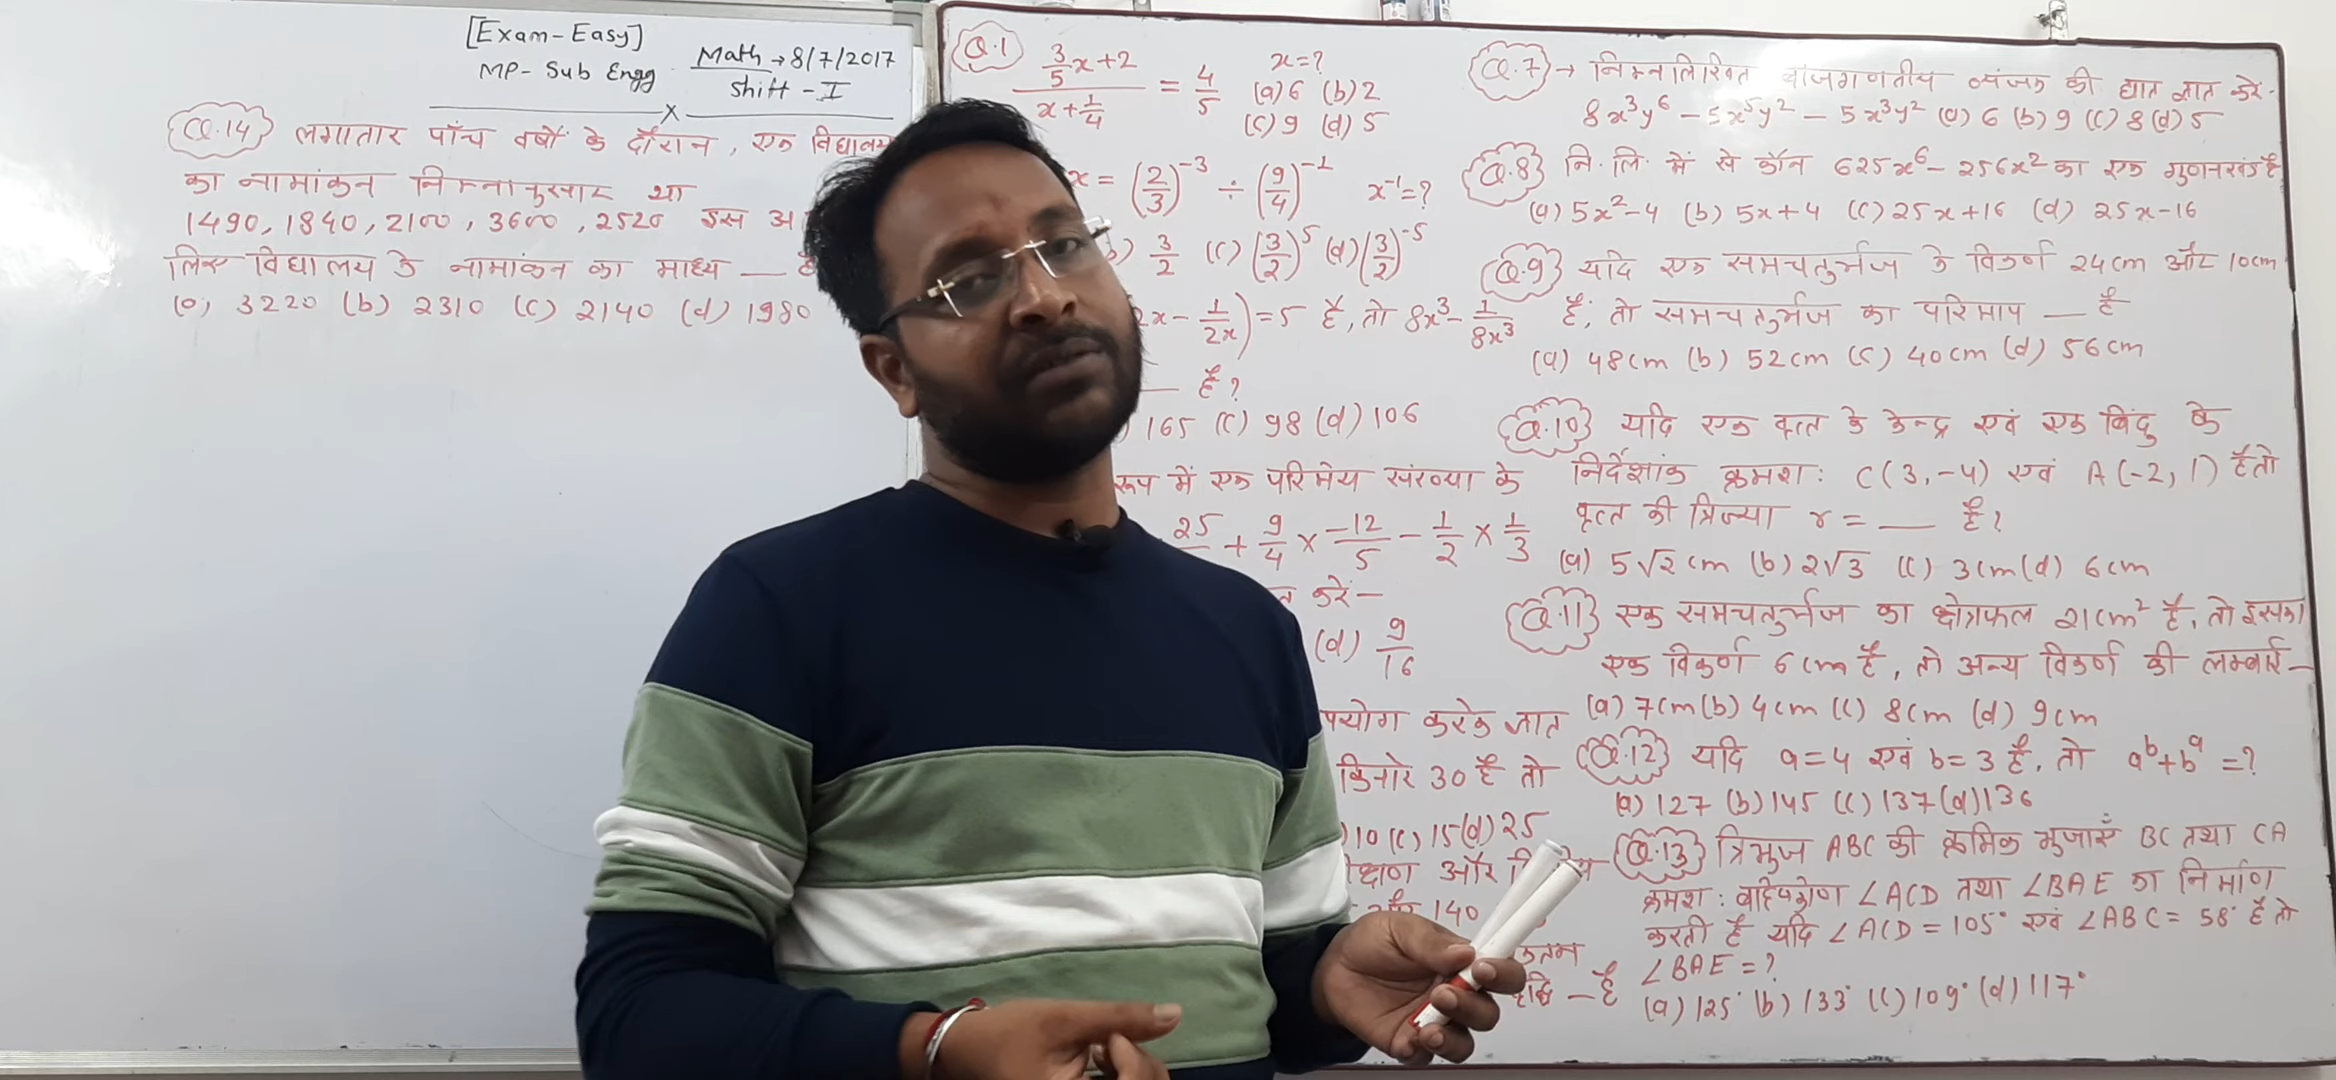 [Exam-Easy]
MP- Sub Engg
Math → 8/7/2017
Shift - I
x
Q.14 लगातार पाँच वर्षों के दौरान, एक विद्यालय
का नामांकन निम्नानुसार था
1490, 1840, 2100, 3600, 2520 इस अ
लिए विद्यालय के नामांकन का माध्य — है
(a) 3220 (b) 2310 (c) 2140 (d) 1980
Q.1 (3/5 x+2)/(x+1/4) = 4/5 x=?
(a) 6 (b) 2
(c) 9 (d) 5
x = (2/3)^-3 ÷ (9/4)^-1 x^-1=?
) 3/2 (c) (3/2)^5 (d) (3/2)^-5
2x - 1/2x) = 5 है, तो 8x³ - 1/8x³
— है?
) 165 (c) 98 (d) 106
रूप में एक परिमेय संख्या के
25 + 9/4 × -12/5 - 1/2 × 1/3
त करें-
(d) 9/16
पयोग करके ज्ञात
किनारे 30 है तो
) 10 (c) 15 (d) 25
क्षण और
140
— है
Q.7 → निम्नलिखित बीजगणतीय व्यंजक की घात ज्ञात करें-
8x³y⁶ - 5x⁵y² - 5x³y² (a) 6 (b) 9 (c) 8 (d) 5
Q.8 नि.लि. में से कौन 625x⁶ - 256x² का एक गुणनखंड है
(a) 5x²-4 (b) 5x+4 (c) 25x+16 (d) 25x-16
Q.9 यदि एक समचतुर्भुज के विकर्ण 24cm और 10cm
है, तो समचतुर्भुज का परिमाप — है
(a) 48cm (b) 52cm (c) 40cm (d) 56cm
Q.10 यदि एक वृत्त के केन्द्र एवं एक बिंदु के
निर्देशांक क्रमशः C(3,-4) एवं A(-2,1) है तो
वृत्त की त्रिज्या r = — है?
(a) 5√2 cm (b) 2√3 (c) 3cm (d) 6cm
Q.11 एक समचतुर्भुज का क्षेत्रफल 21cm² है, तो इसका
एक विकर्ण 6cm है, तो अन्य विकर्ण की लम्बाई-
(a) 7cm (b) 4cm (c) 8cm (d) 9cm
Q.12 यदि a=4 एवं b=3 है, तो a^b+b^a =?
(a) 127 (b) 145 (c) 137 (d) 136
Q.13 त्रिभुज ABC की क्रमिक भुजाएँ BC तथा CA
क्रमशः बहिष्कोण ∠ACD तथा ∠BAE का निर्माण
करती है यदि ∠ACD = 105° एवं ∠ABC = 58° है तो
∠BAE = ?
(a) 125° (b) 133° (c) 109° (d) 117°